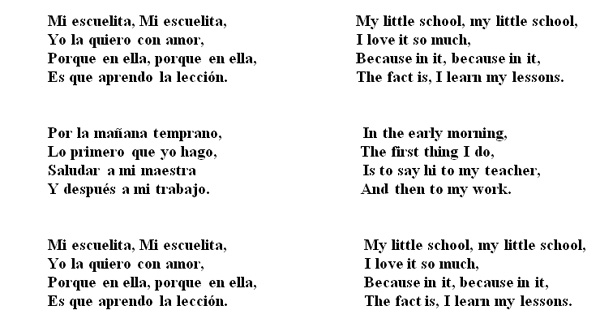 Mi escuelita, Mi escuelita,
Yo la quiero con amor,
Porque en ella, porque en ella,
Es que aprendo la lección.
Por la mañana temprano,
Lo primero que yo hago,
Saludar a mi maestra
Y después a mi trabajo.
Mi escuelita, Mi escuelita,
Yo la quiero con amor,
Porque en ella, porque en ella,
Es que aprendo la lección.
My little school, my little school,
I love it so much,
Because in it, because in it,
The fact is, I learn my lessons.
In the early morning,
The first thing I do,
Is to say hi to my teacher,
And then to my work.
My little school, my little school,
I love it so much,
Because in it, because in it,
The fact is, I learn my lessons.